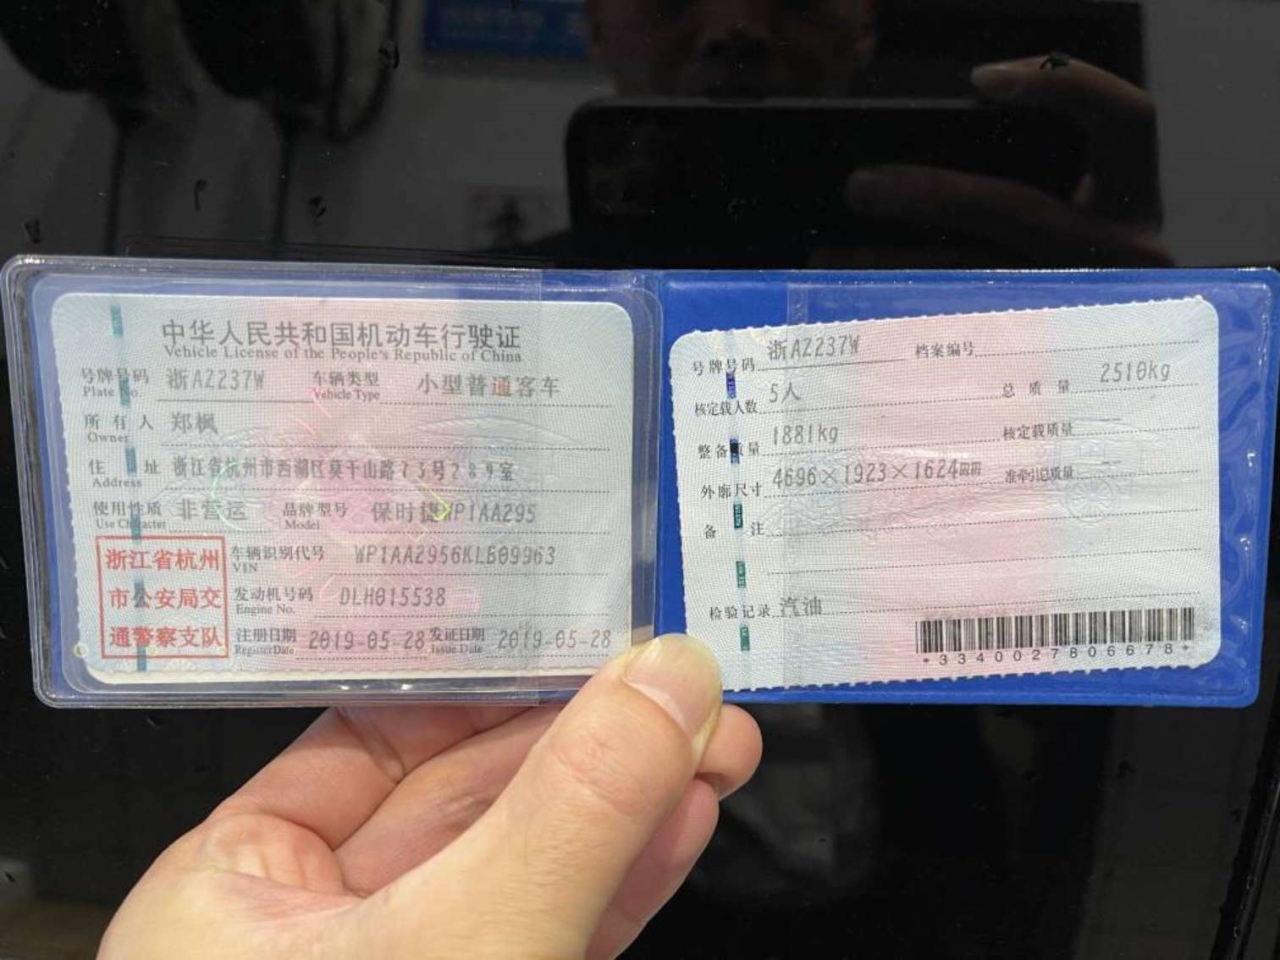 中华人民共和国机动车行驶证
Vehicle License of the People's Republic of China
号牌号码 浙AZ237W 车辆类型 小型普通客车
Plate No. Vehicle Type
所有人 郑枫
Owner
住址 浙江省杭州市西湖区莫干山路73号289室
Address
使用性质 非营运 品牌型号 保时捷WP1AA295
Use Character Model
浙江省杭州
市公安局交
通警察支队
车辆识别代号 WP1AA2956KLB09963
VIN
发动机号码 DLH015538
Engine No.
注册日期 2019-05-28 发证日期 2019-05-28
Register Date Issue Date
号牌号码 浙AZ237W 档案编号
核定载人数 5人 总质量 2510kg
整备质量 1881kg 核定载质量 --
外廓尺寸 4696×1923×1624 准牵引总质量 --
备注
检验记录 汽油
*3340027806678*